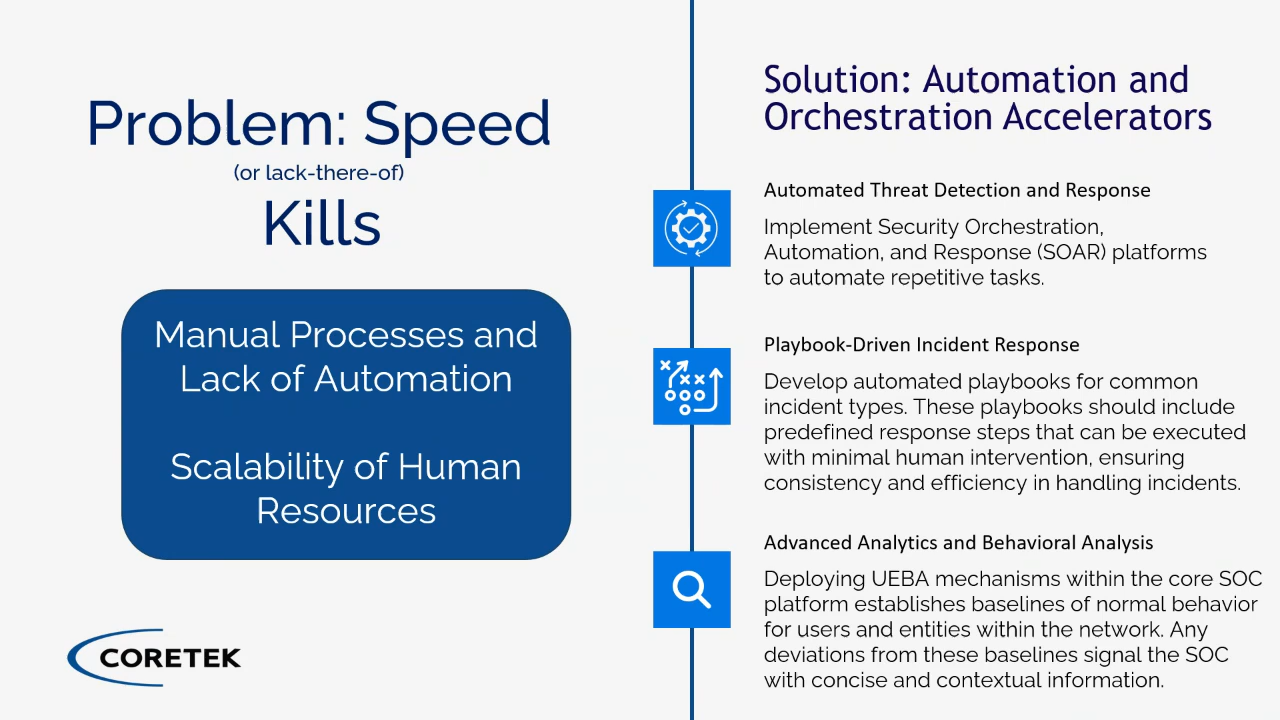 Problem: Speed
(or lack-there-of)
Kills
Manual Processes and
Lack of Automation
Scalability of Human
Resources
CORETEK
Solution: Automation and
Orchestration Accelerators
Automated Threat Detection and Response
Implement Security Orchestration,
Automation, and Response (SOAR) platforms
to automate repetitive tasks.
Playbook-Driven Incident Response
Develop automated playbooks for common
incident types. These playbooks should include
predefined response steps that can be executed
with minimal human intervention, ensuring
consistency and efficiency in handling incidents.
Advanced Analytics and Behavioral Analysis
Deploying UEBA mechanisms within the core SOC
platform establishes baselines of normal behavior
for users and entities within the network. Any
deviations from these baselines signal the SOC
with concise and contextual information.